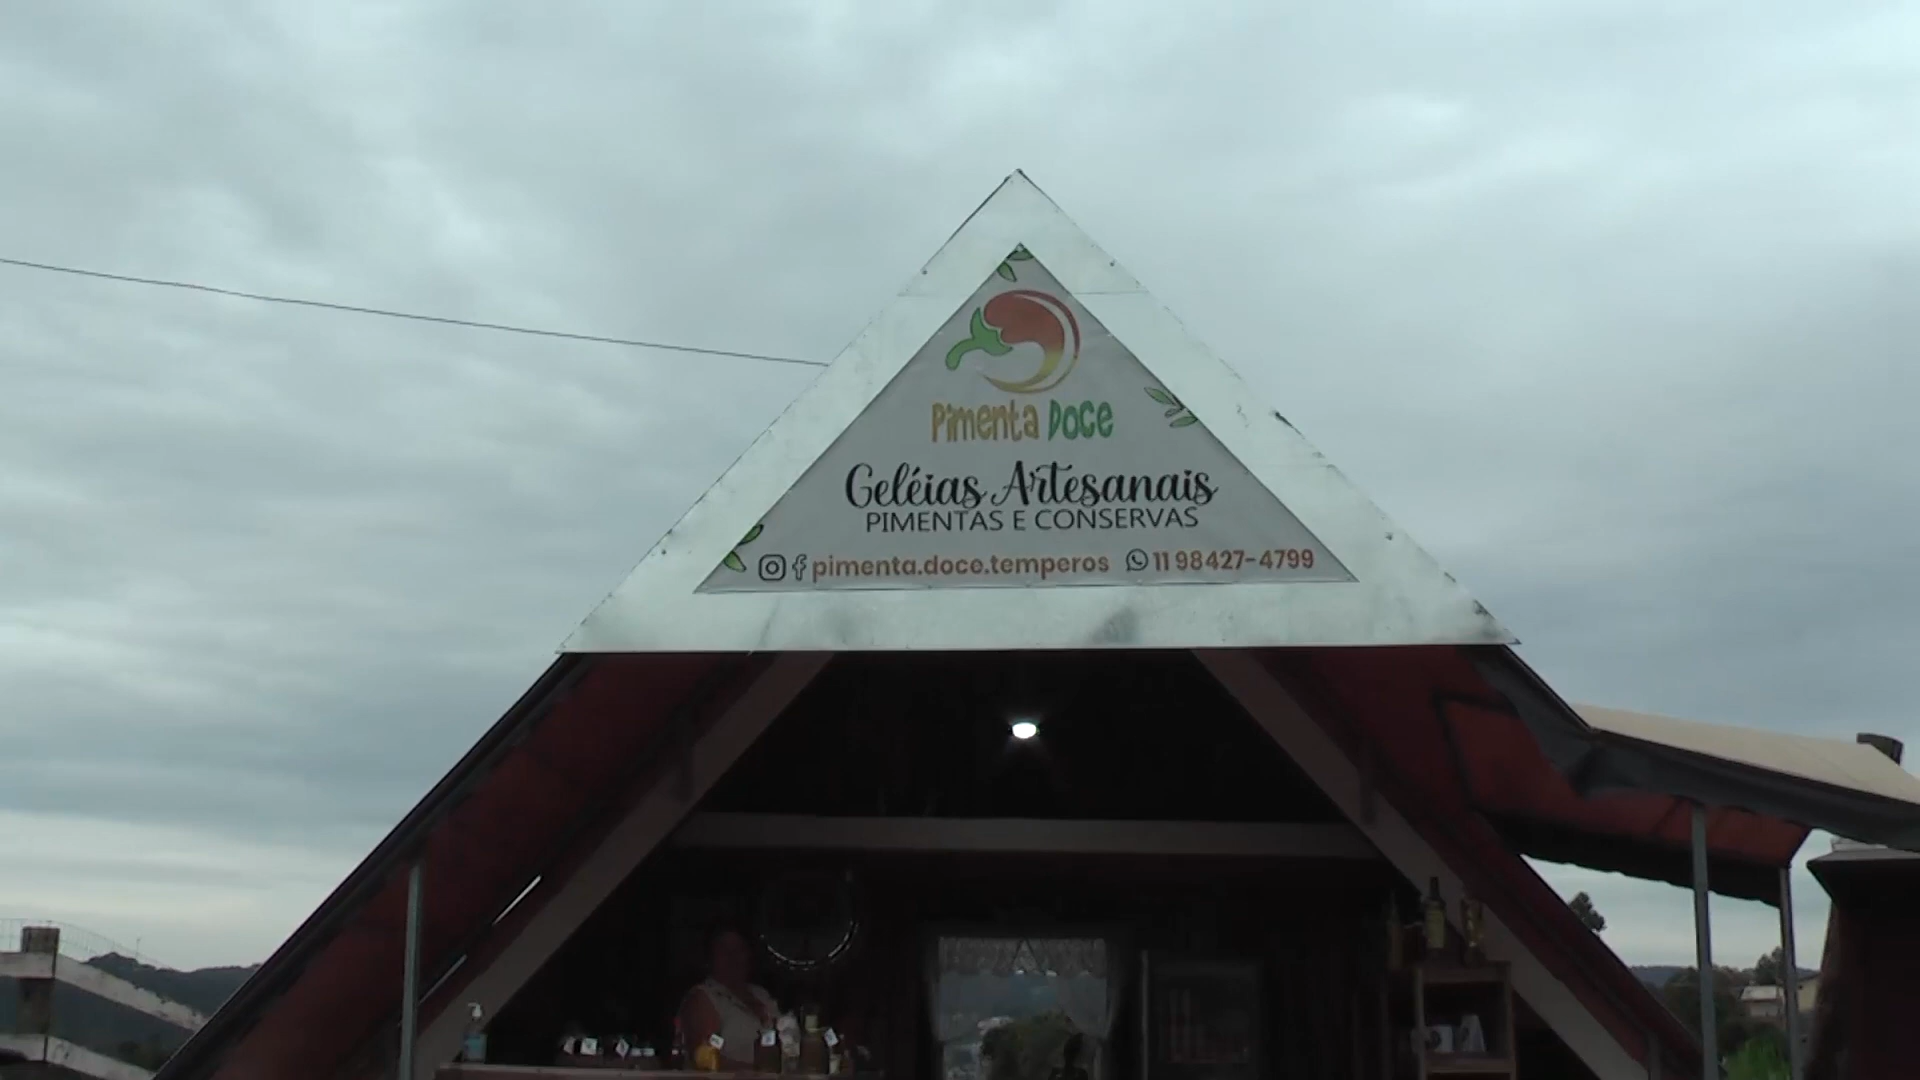 Pimenta Doce
Geléias Artesanais
PIMENTAS E CONSERVAS
pimenta.doce.temperos 11 98427-4799